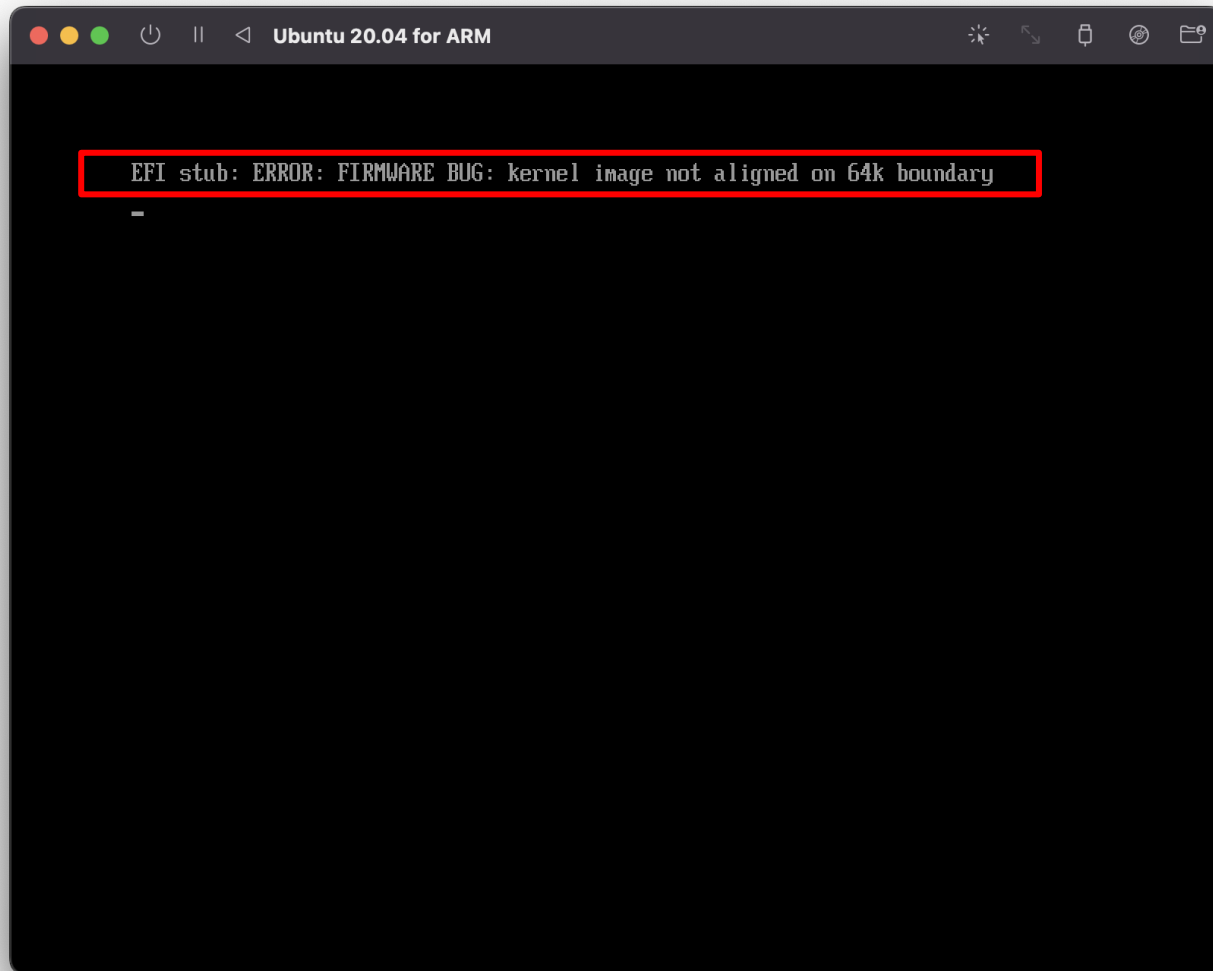 Ubuntu 20.04 for ARM
EFI stub: ERROR: FIRMWARE BUG: kernel image not aligned on 64k boundary